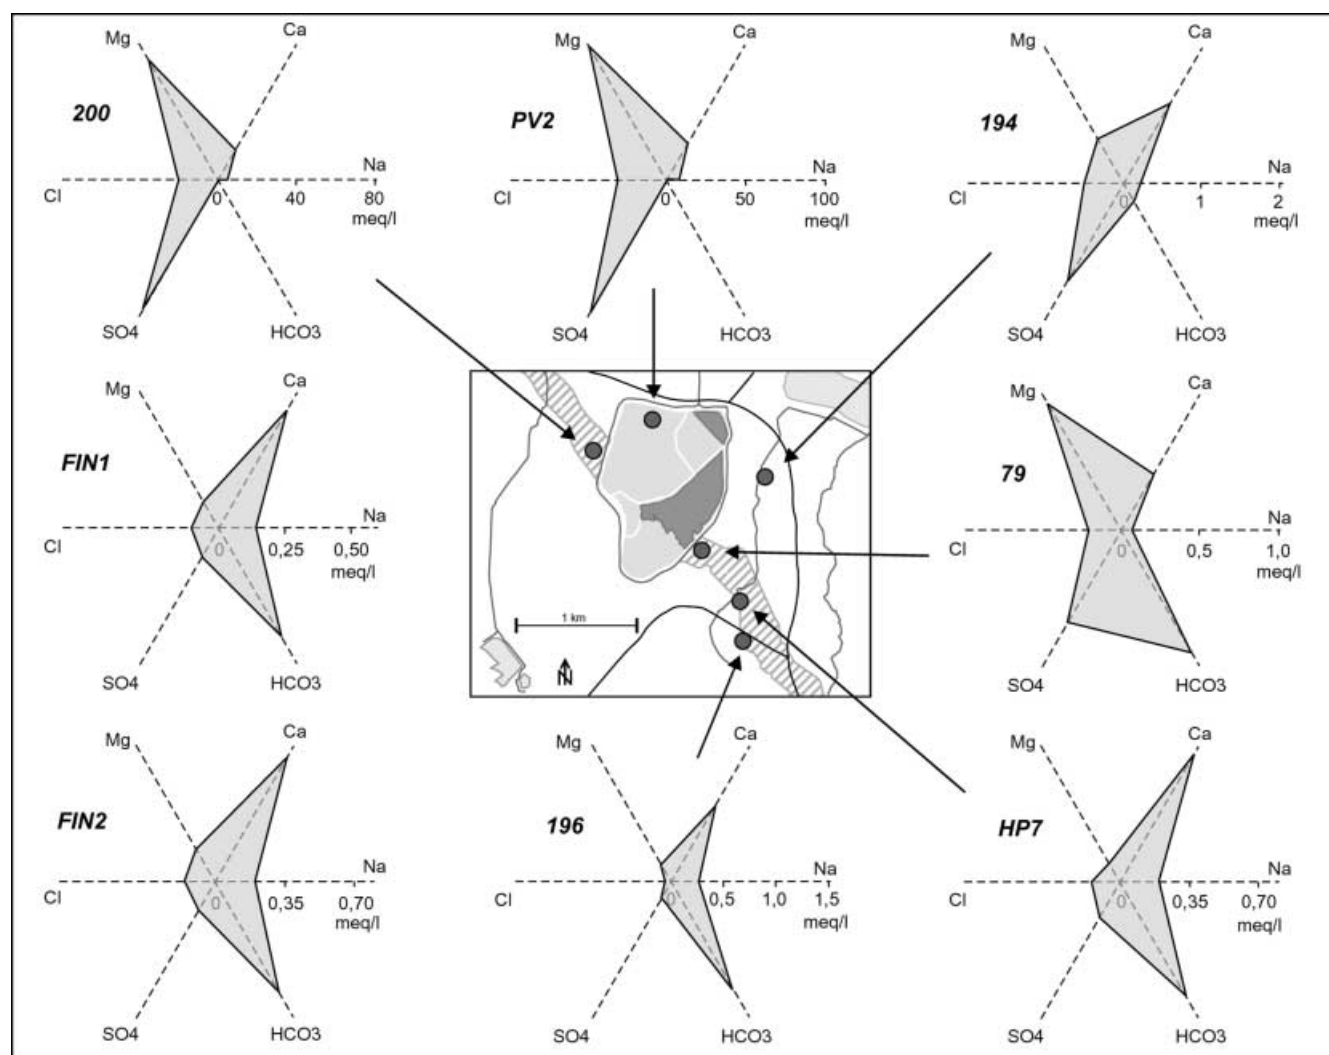 Mg
Ca
200
Na
Cl
0
40
80
meq/l
SO4
HCO3
Mg
Ca
PV2
Na
Cl
0
50
100
meq/l
SO4
HCO3
Mg
Ca
194
Na
Cl
0
1
2
meq/l
SO4
HCO3
Mg
Ca
FIN1
Na
Cl
0
0,25
0,50
meq/l
SO4
HCO3
1 km
N
Mg
Ca
79
Na
Cl
0
0,5
1,0
meq/l
SO4
HCO3
Mg
Ca
FIN2
Na
Cl
0
0,35
0,70
meq/l
SO4
HCO3
Mg
Ca
196
Na
Cl
0
0,5
1,0
1,5
meq/l
SO4
HCO3
Mg
Ca
HP7
Na
Cl
0
0,35
0,70
meq/l
SO4
HCO3